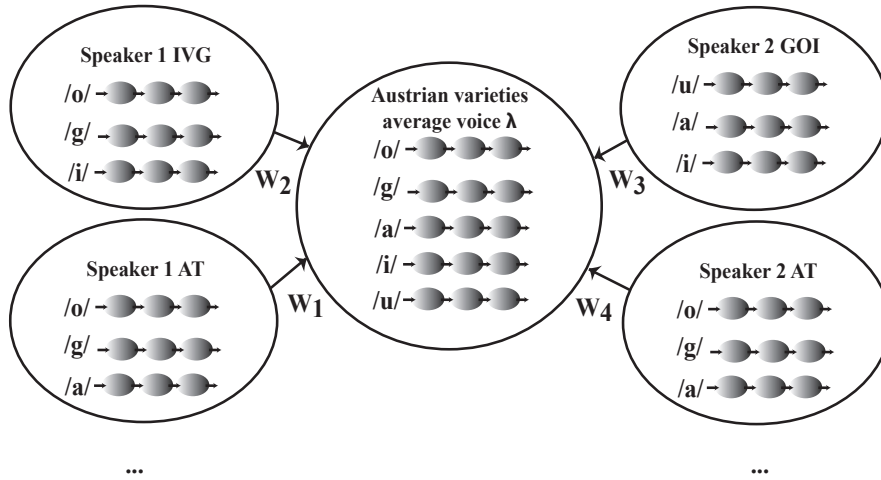 Speaker 1 IVG
/o/
/g/
/i/
W2
Speaker 1 AT
/o/
/g/
/a/
W1
...
Austrian varieties
average voice λ
/o/
/g/
/a/
/i/
/u/
Speaker 2 GOI
/u/
/a/
/i/
W3
Speaker 2 AT
/o/
/g/
/a/
W4
...